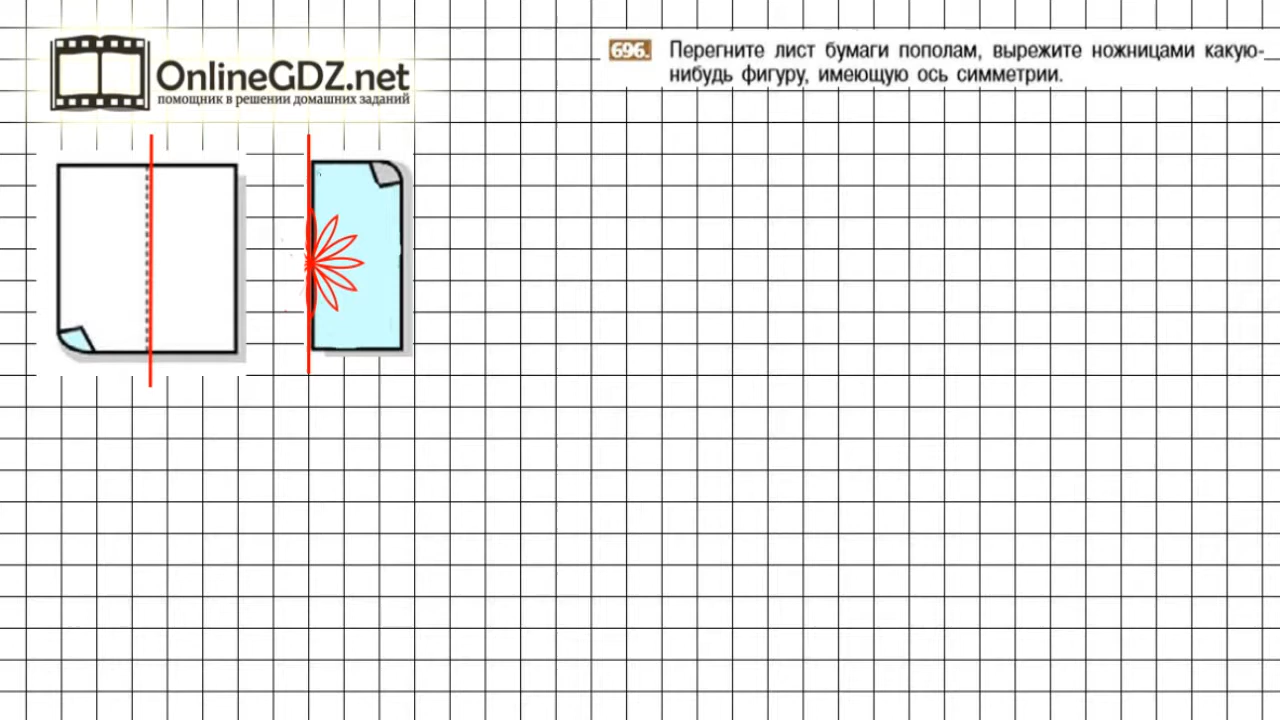 OnlineGDZ.net
помощник в решении домашних заданий
696. Перегните лист бумаги пополам, вырежите ножницами какую-
нибудь фигуру, имеющую ось симметрии.